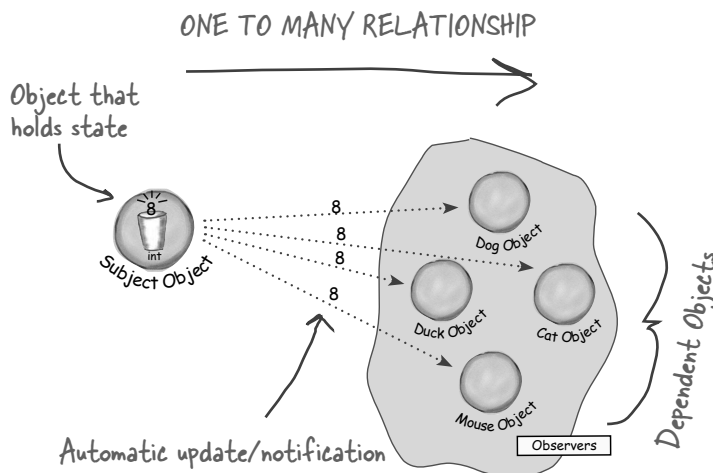 ONE TO MANY RELATIONSHIP
Object that
holds state
8
int
Subject Object
8
8
8
8
Dog Object
Duck Object
Cat Object
Mouse Object
Observers
Dependent Objects
Automatic update/notification